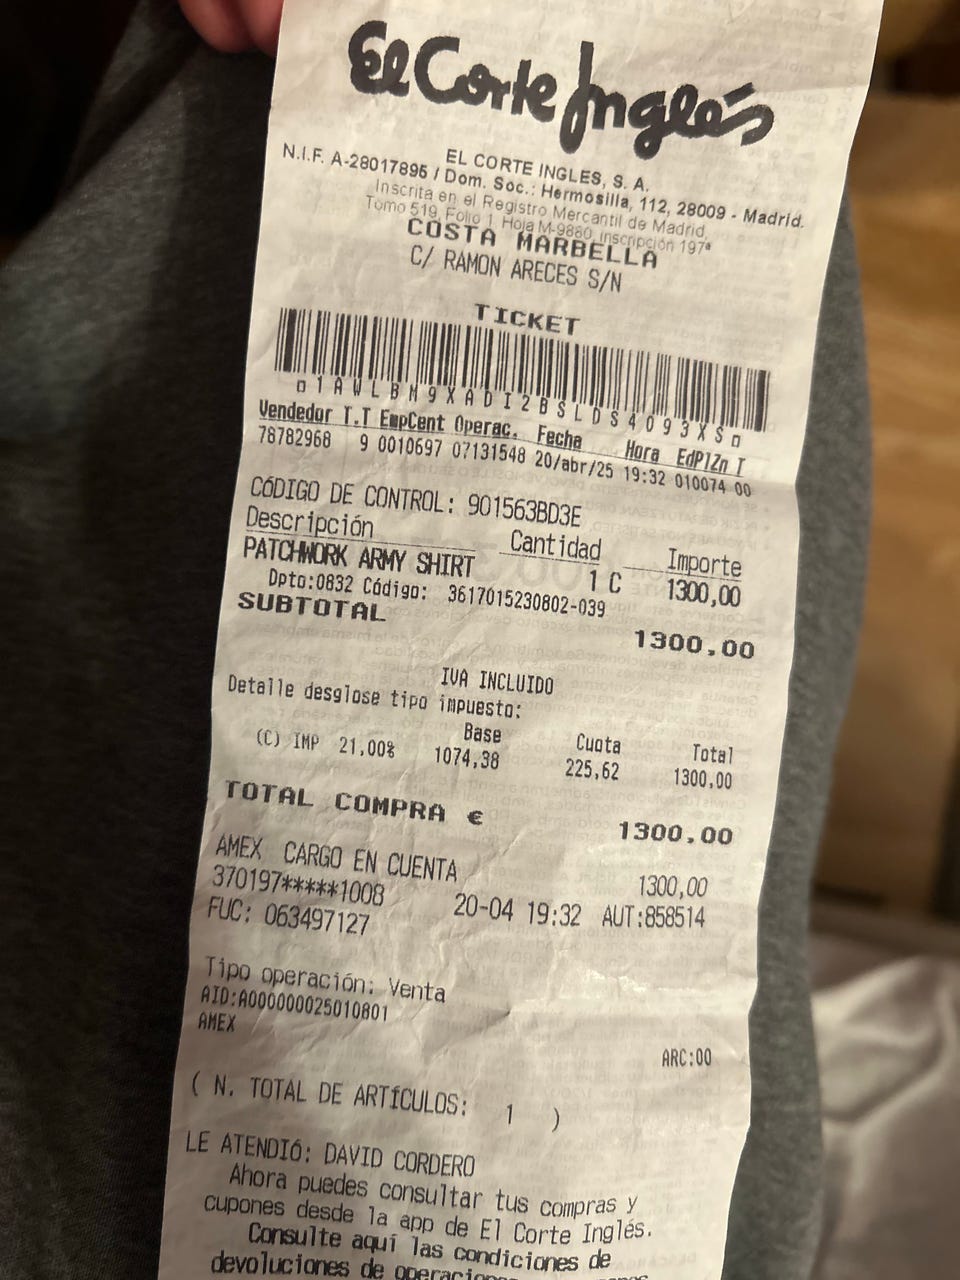 El Corte Inglés
EL CORTE INGLES, S. A.
N.I.F. A-28017895 / Dom. Soc.: Hermosilla, 112, 28009 - Madrid.
Inscrita en el Registro Mercantil de Madrid,
Tomo 519, Folio 1, Hoja M-9880, inscripción 197ª
COSTA MARBELLA
C/ RAMON ARECES S/N
TICKET
1AWLBM9XADI2BSLDS4093XS
Vendedor T.T EmpCent Operac. Fecha Hora EdPlZn I
78782968 9 0010697 07131548 20/abr/25 19:32 010074 00
CÓDIGO DE CONTROL: 901563BD3E
Descripción Cantidad Importe
PATCHWORK ARMY SHIRT 1 C 1300,00
Dpto:0832 Código: 3617015230802-039
SUBTOTAL 1300.00
IVA INCLUIDO
Detalle desglose tipo impuesto:
Base Cuota Total
(C) IMP 21,00% 1074,38 225,62 1300,00
TOTAL COMPRA € 1300.00
AMEX CARGO EN CUENTA 1300,00
370197*****1008 20-04 19:32 AUT:858514
FUC: 063497127
Tipo operación: Venta
AID:A000000025010801
AMEX ARC:00
( N. TOTAL DE ARTÍCULOS: 1 )
LE ATENDIÓ: DAVID CORDERO
Ahora puedes consultar tus compras y
cupones desde la app de El Corte Inglés.
Consulte aquí las condiciones de
devoluciones de